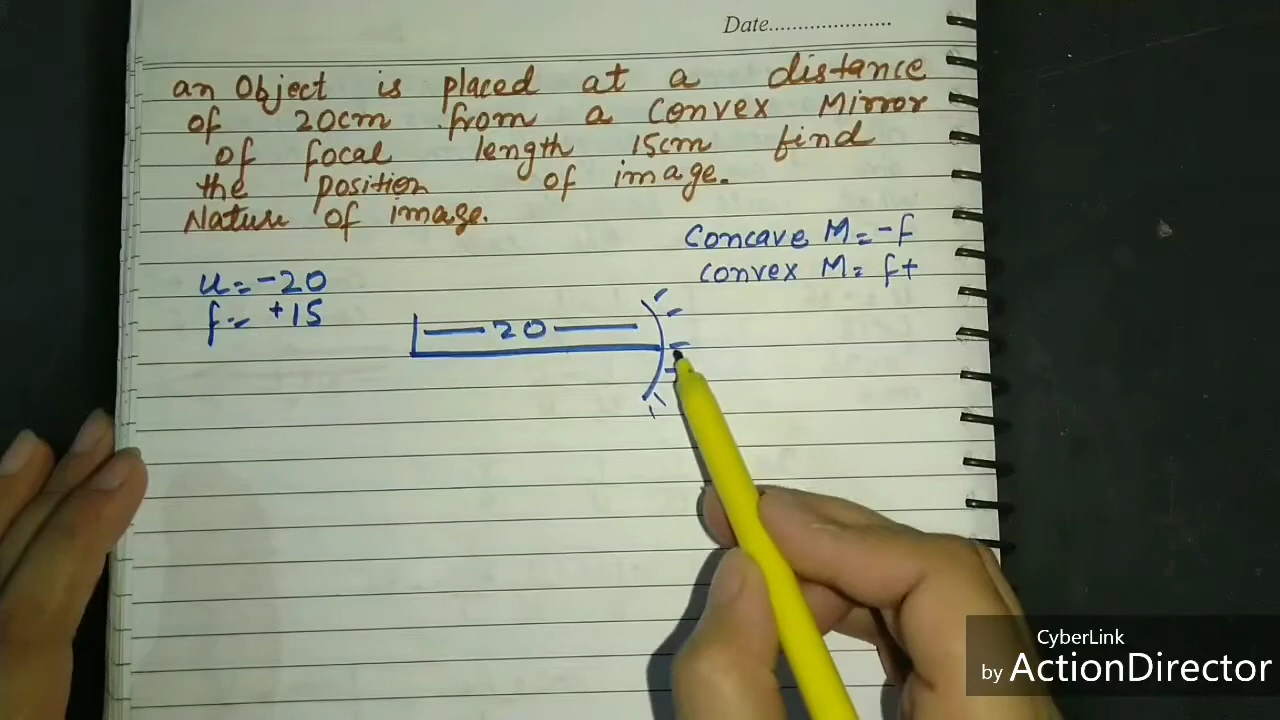 Date....................
an Object is placed at a distance
of 20cm from a Convex Mirror
of focal length 15cm find
the position of image.
Nature of image.
Concave M = -f
Convex M = f+
u = -20
f = +15
20
CyberLink
by ActionDirector